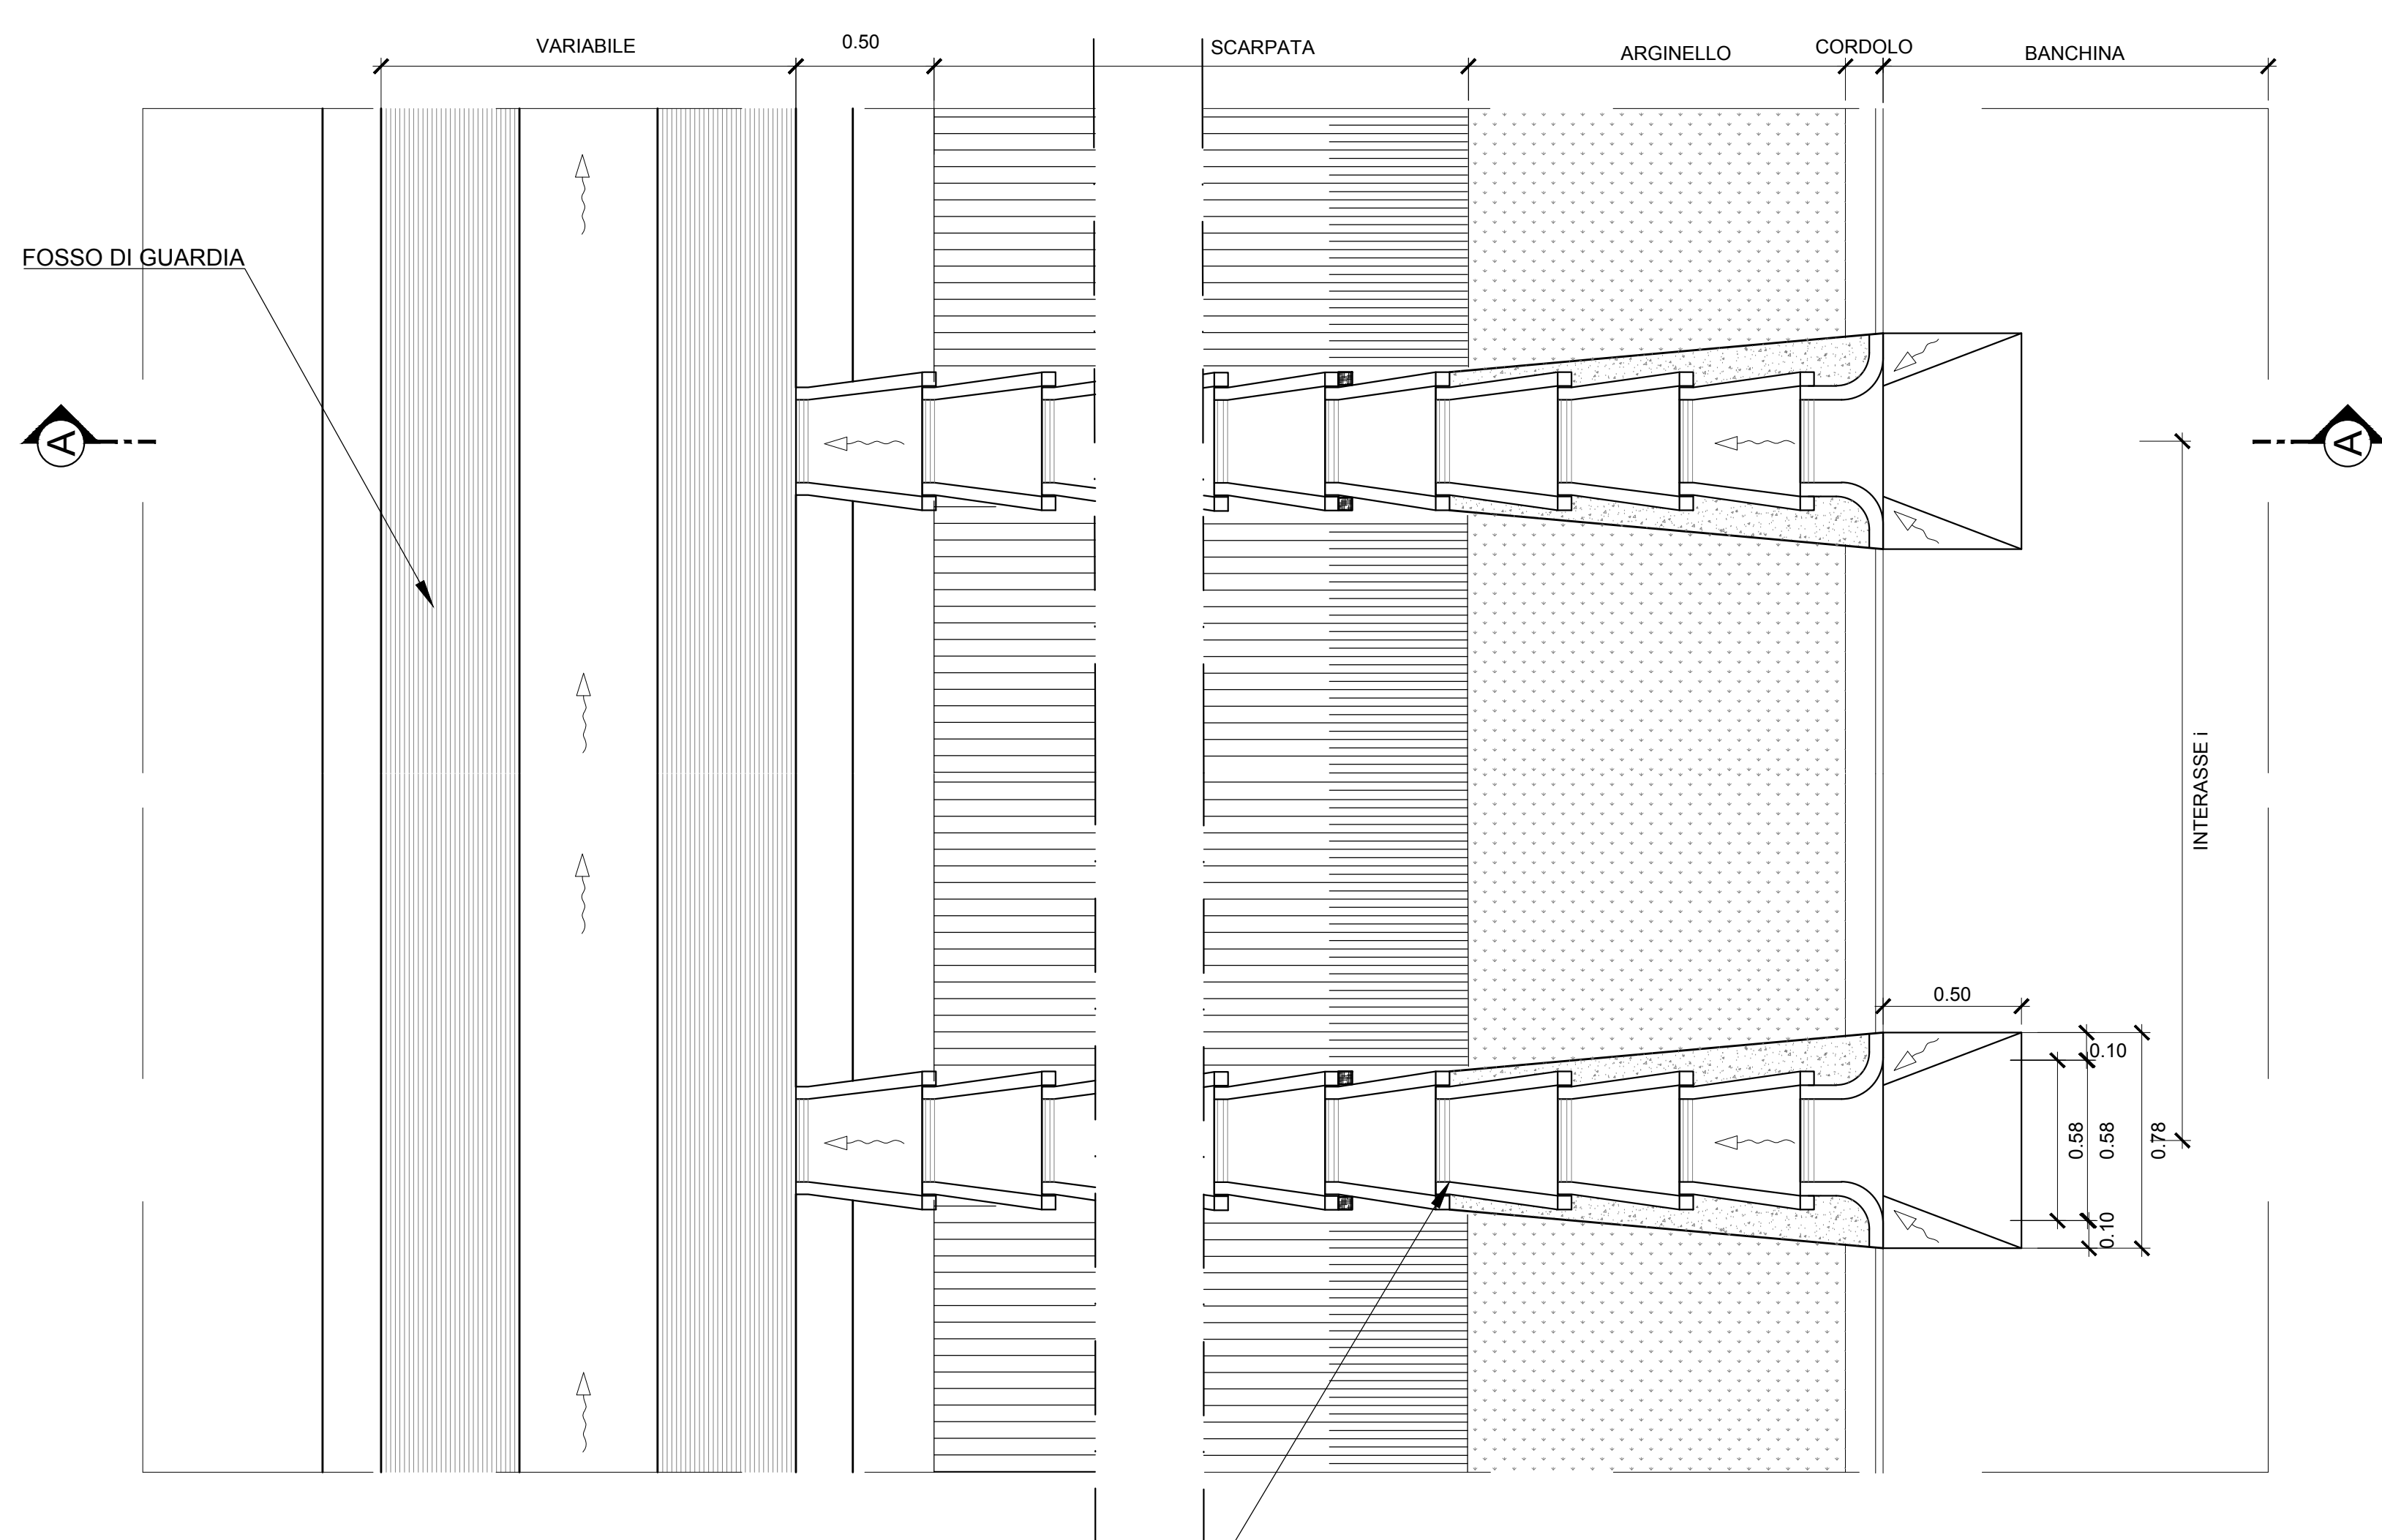 VARIABILE
0.50
SCARPATA
ARGINELLO
CORDOLO
BANCHINA
FOSSO DI GUARDIA
A
A
INTERASSE i
0.50
0.10
0.58
0.58
0.78
0.10